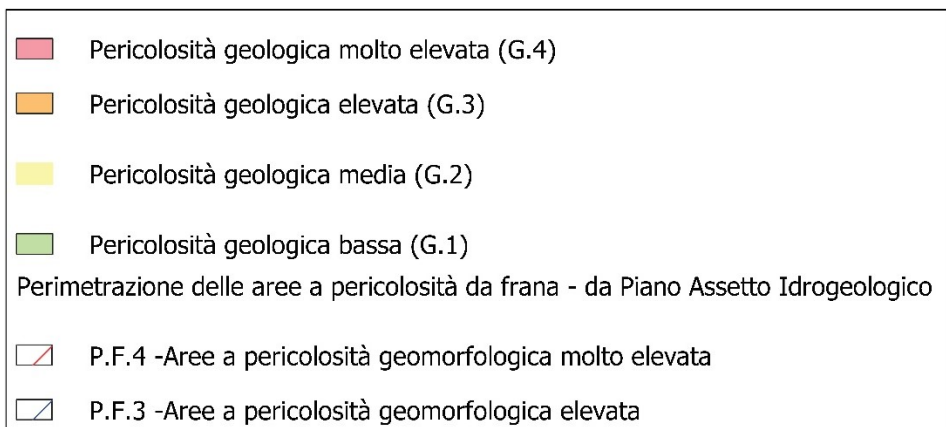 Pericolosità geologica molto elevata (G.4)
Pericolosità geologica elevata (G.3)
Pericolosità geologica media (G.2)
Pericolosità geologica bassa (G.1)
Perimetrazione delle aree a pericolosità da frana - da Piano Assetto Idrogeologico
P.F.4 -Aree a pericolosità geomorfologica molto elevata
P.F.3 -Aree a pericolosità geomorfologica elevata